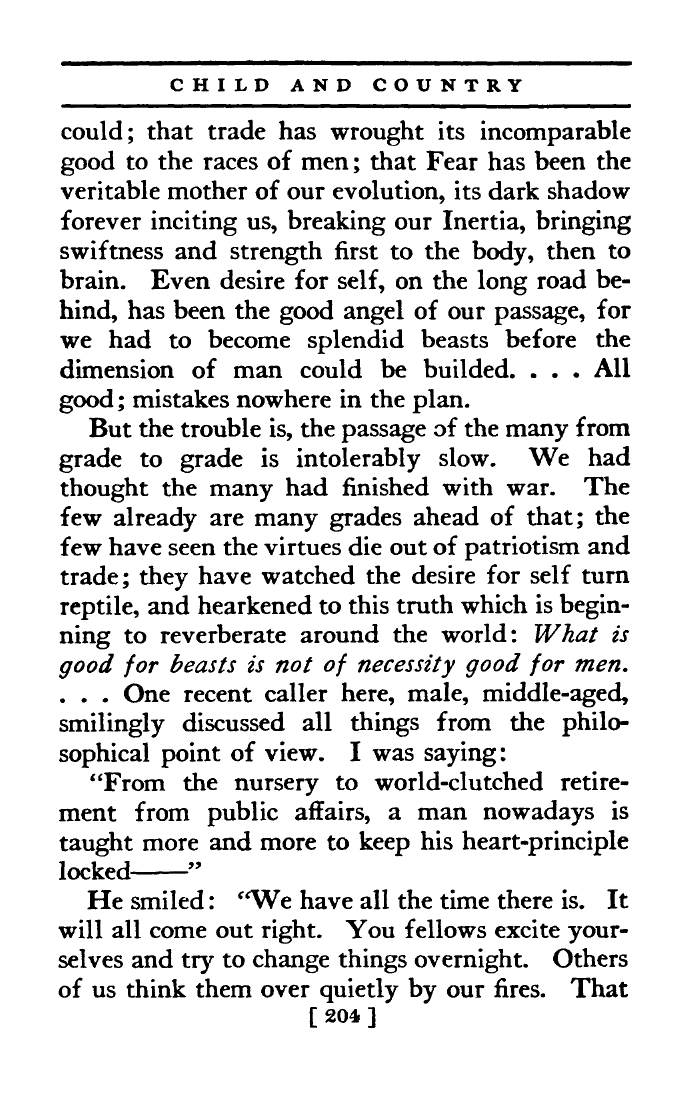 CHILD AND COUNTRY
could; that trade has wrought its incomparable
good to the races of men; that Fear has been the
veritable mother of our evolution, its dark shadow
forever inciting us, breaking our Inertia, bringing
swiftness and strength first to the body, then to
brain. Even desire for self, on the long road be-
hind, has been the good angel of our passage, for
we had to become splendid beasts before the
dimension of man could be builded. . . . All
good; mistakes nowhere in the plan.
But the trouble is, the passage of the many from
grade to grade is intolerably slow. We had
thought the many had finished with war. The
few already are many grades ahead of that; the
few have seen the virtues die out of patriotism and
trade; they have watched the desire for self turn
reptile, and hearkened to this truth which is begin-
ning to reverberate around the world: What is
good for beasts is not of necessity good for men.
. . . One recent caller here, male, middle-aged,
smilingly discussed all things from the philo-
sophical point of view. I was saying:
“From the nursery to world-clutched retire-
ment from public affairs, a man nowadays is
taught more and more to keep his heart-principle
locked——”
He smiled: “We have all the time there is. It
will all come out right. You fellows excite your-
selves and try to change things overnight. Others
of us think them over quietly by our fires. That
[ 204 ]